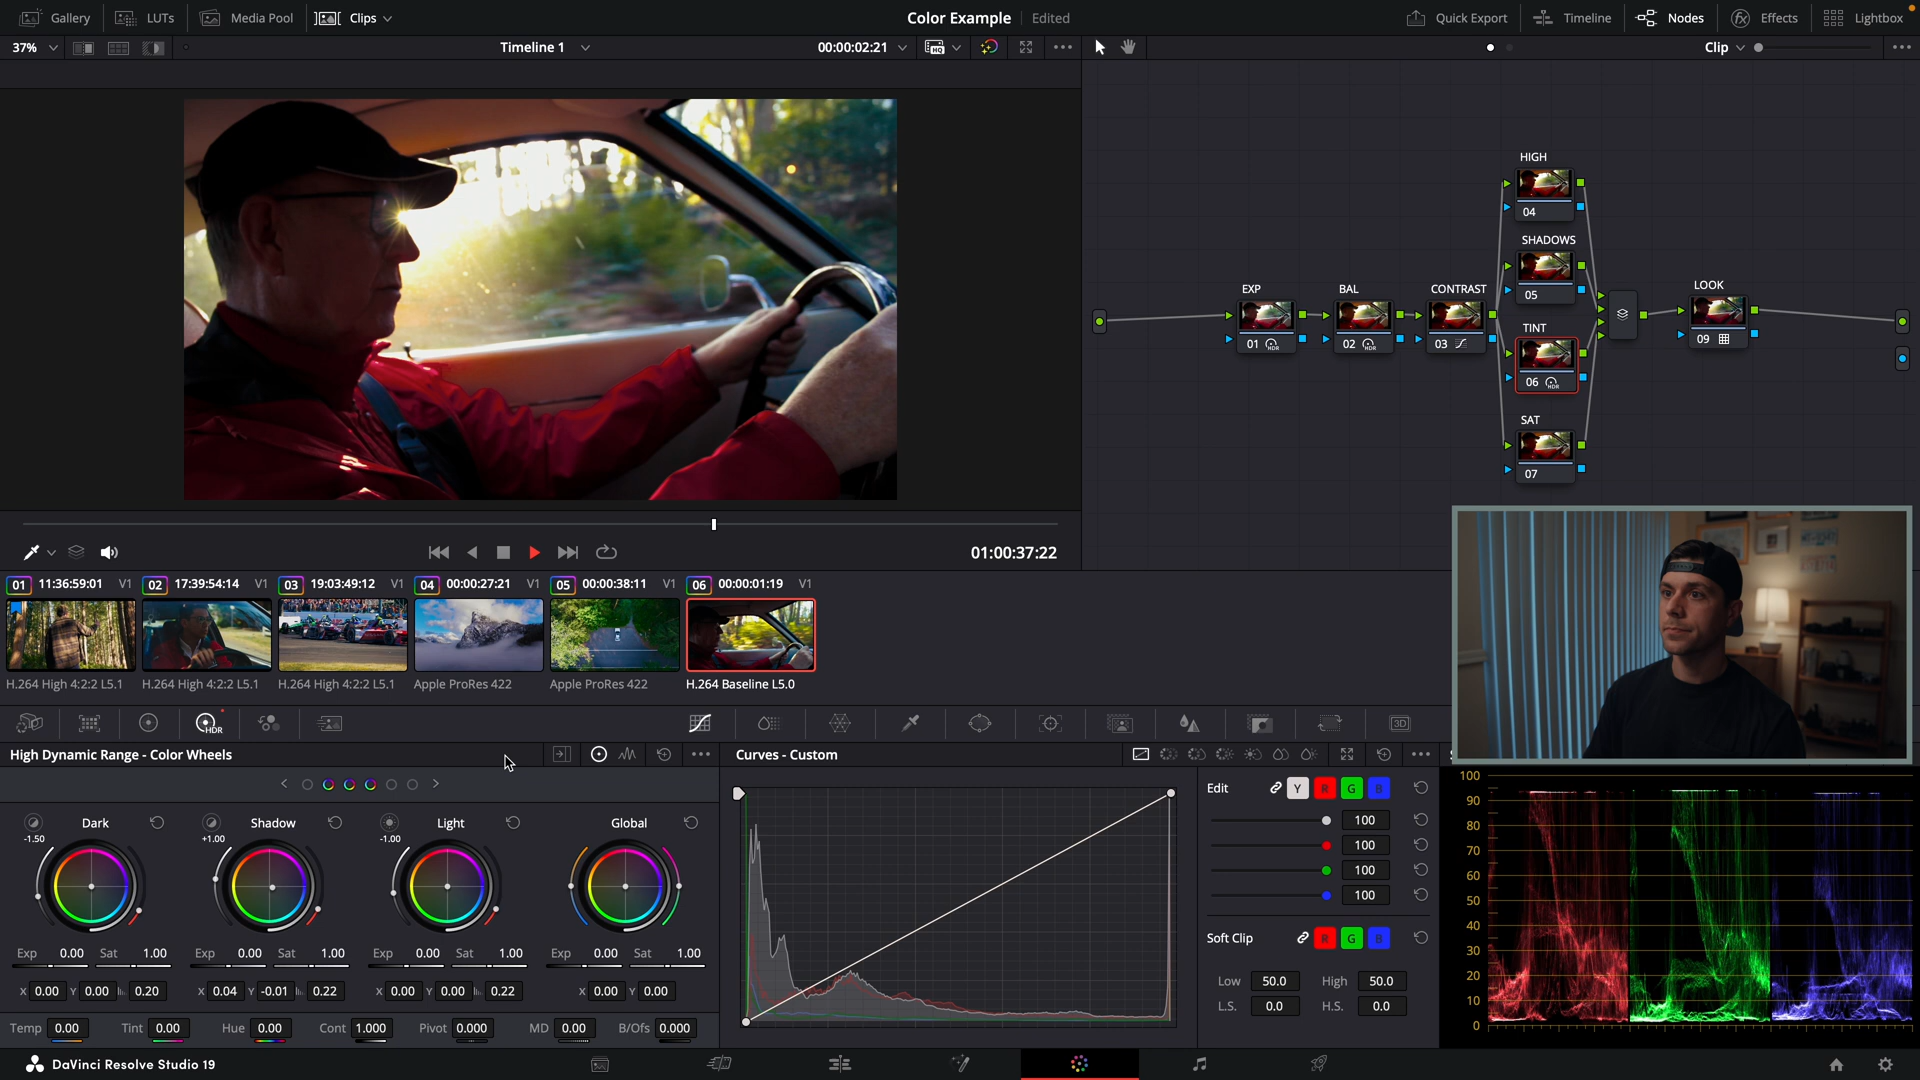 Gallery LUTs Media Pool Clips Color Example Edited Quick Export Timeline Nodes Effects Lightbox
37% Timeline 1 00:00:02:21 HQ Clip
HIGH
04
SHADOWS
05
EXP BAL CONTRAST LOOK
01 HDR 02 HDR 03 09
TINT
06 HDR
SAT
07
01:00:37:22
01 11:36:59:01 V1 02 17:39:54:14 V1 03 19:03:49:12 V1 04 00:00:27:21 V1 05 00:00:38:11 V1 06 00:00:01:19 V1
H.264 High 4:2:2 L5.1 H.264 High 4:2:2 L5.1 H.264 High 4:2:2 L5.1 Apple ProRes 422 Apple ProRes 422 H.264 Baseline L5.0
HDR 3D
High Dynamic Range - Color Wheels Curves - Custom
Dark Shadow Light Global
-1.50 +1.00 -1.00
Exp 0.00 Sat 1.00 Exp 0.00 Sat 1.00 Exp 0.00 Sat 1.00 Exp 0.00 Sat 1.00
X 0.00 Y 0.00 0.20 X 0.04 Y -0.01 0.22 X 0.00 Y 0.00 0.22 X 0.00 Y 0.00
Temp 0.00 Tint 0.00 Hue 0.00 Cont 1.000 Pivot 0.000 MD 0.00 B/Ofs 0.000
Edit Y R G B
100
100
100
100
Soft Clip R G B
Low 50.0 High 50.0
L.S. 0.0 H.S. 0.0
100
90
80
70
60
50
40
30
20
10
0
DaVinci Resolve Studio 19